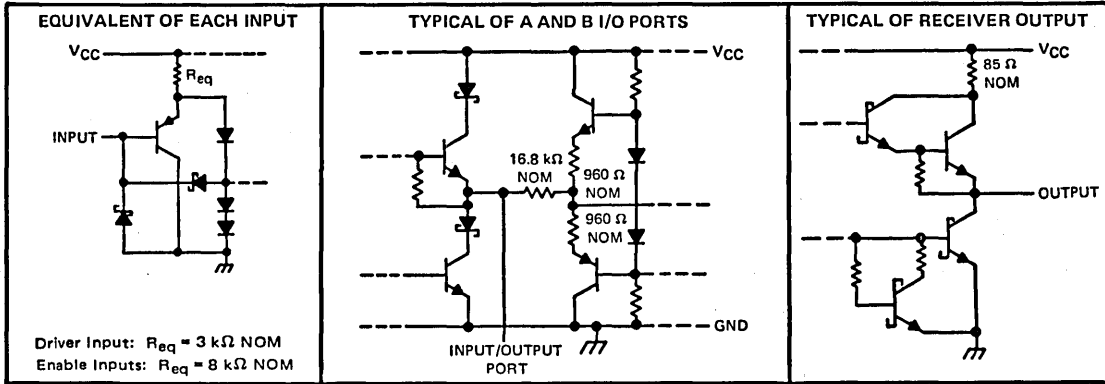 EQUIVALENT OF EACH INPUT
VCC
Req
INPUT
Driver Input: Req = 3 kΩ NOM
Enable Inputs: Req = 8 kΩ NOM
TYPICAL OF A AND B I/O PORTS
VCC
16.8 kΩ
NOM
960 Ω
NOM
960 Ω
NOM
GND
INPUT/OUTPUT
PORT
TYPICAL OF RECEIVER OUTPUT
VCC
85 Ω
NOM
OUTPUT